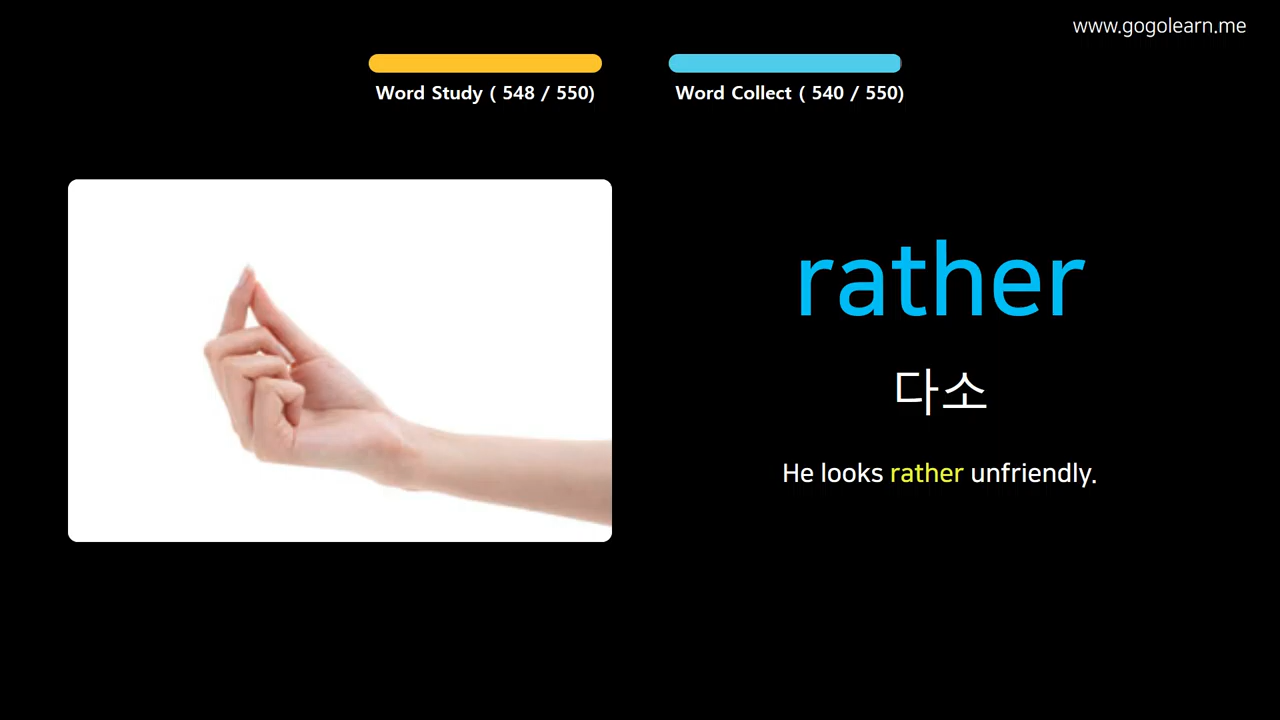 www.gogolearn.me
Word Study ( 548 / 550)
Word Collect ( 540 / 550)
rather
다소
He looks rather unfriendly.